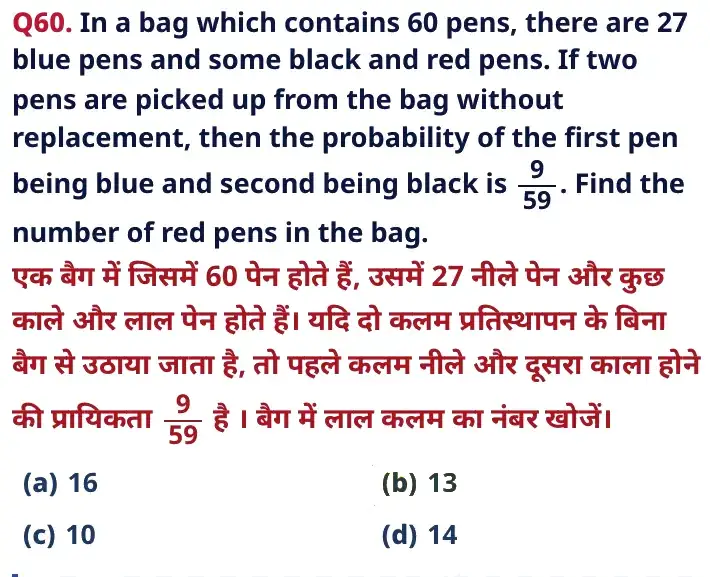 Q60. In a bag which contains 60 pens, there are 27
blue pens and some black and red pens. If two
pens are picked up from the bag without
replacement, then the probability of the first pen
being blue and second being black is 9/59. Find the
number of red pens in the bag.
एक बैग में जिसमें 60 पेन होते हैं, उसमें 27 नीले पेन और कुछ
काले और लाल पेन होते हैं। यदि दो कलम प्रतिस्थापन के बिना
बैग से उठाया जाता है, तो पहले कलम नीले और दूसरा काला होने
की प्रायिकता 9/59 है । बैग में लाल कलम का नंबर खोजें।
(a) 16 (b) 13
(c) 10 (d) 14